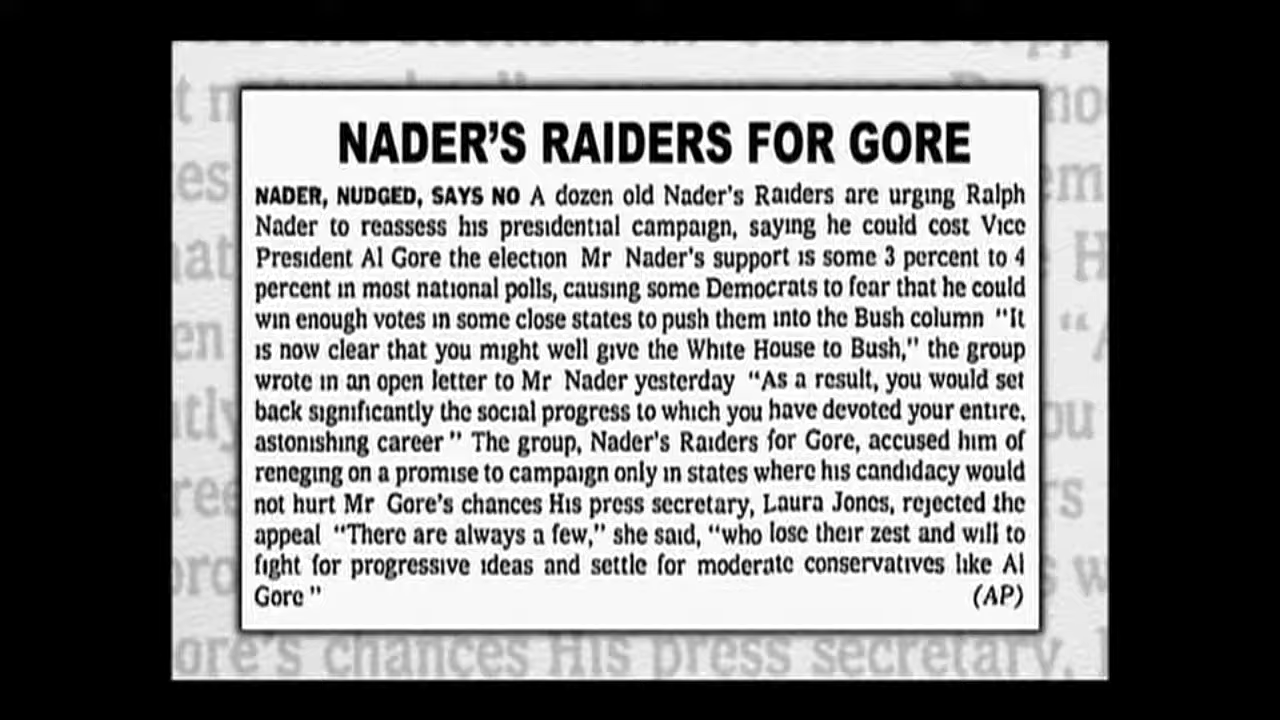 NADER'S RAIDERS FOR GORE
NADER, NUDGED, SAYS NO A dozen old Nader's Raiders are urging Ralph
Nader to reassess his presidential campaign, saying he could cost Vice
President Al Gore the election Mr Nader's support is some 3 percent to 4
percent in most national polls, causing some Democrats to fear that he could
win enough votes in some close states to push them into the Bush column "It
is now clear that you might well give the White House to Bush," the group
wrote in an open letter to Mr Nader yesterday "As a result, you would set
back significantly the social progress to which you have devoted your entire,
astonishing career" The group, Nader's Raiders for Gore, accused him of
reneging on a promise to campaign only in states where his candidacy would
not hurt Mr Gore's chances His press secretary, Laura Jones, rejected the
appeal "There are always a few," she said, "who lose their zest and will to
fight for progressive ideas and settle for moderate conservatives like Al
Gore" (AP)
ore's chances His press secretary,